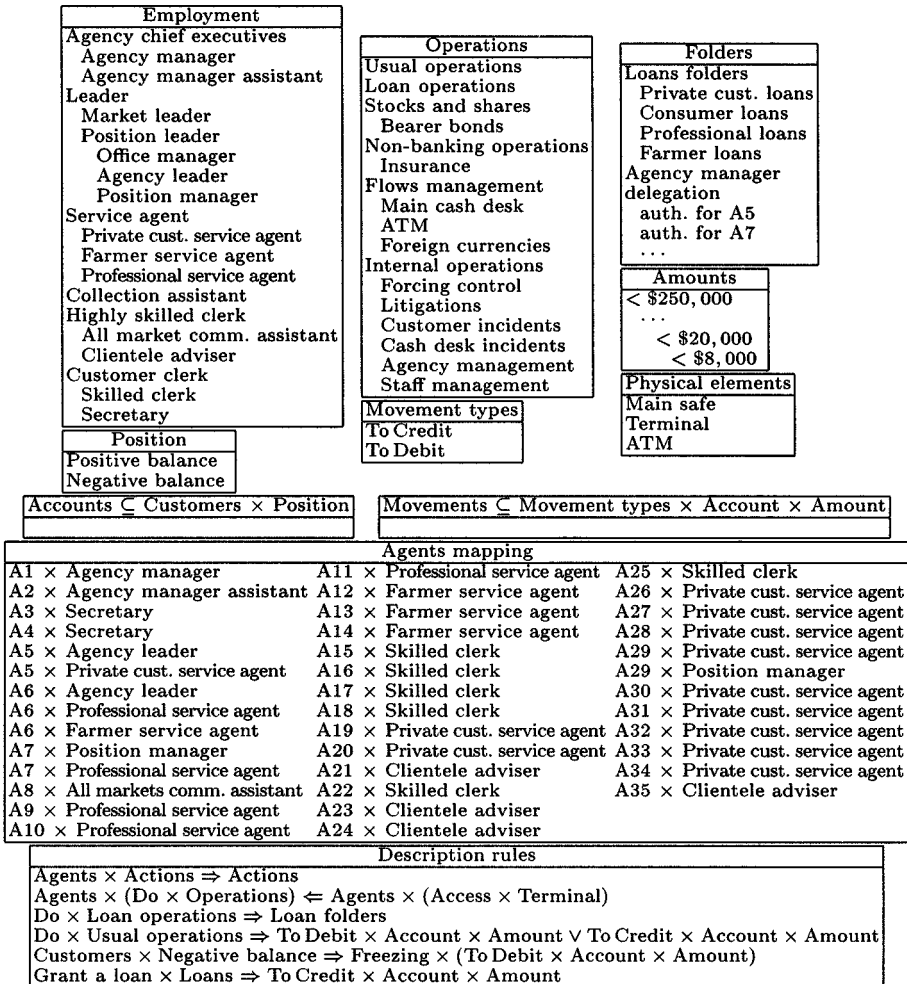 Employment
Agency chief executives
Agency manager
Agency manager assistant
Leader
Market leader
Position leader
Office manager
Agency leader
Position manager
Service agent
Private cust. service agent
Farmer service agent
Professional service agent
Collection assistant
Highly skilled clerk
All market comm. assistant
Clientele adviser
Customer clerk
Skilled clerk
Secretary
Position
Positive balance
Negative balance
Operations
Usual operations
Loan operations
Stocks and shares
Bearer bonds
Non-banking operations
Insurance
Flows management
Main cash desk
ATM
Foreign currencies
Internal operations
Forcing control
Litigations
Customer incidents
Cash desk incidents
Agency management
Staff management
Movement types
To Credit
To Debit
Folders
Loans folders
Private cust. loans
Consumer loans
Professional loans
Farmer loans
Agency manager
delegation
auth. for A5
auth. for A7
...
Amounts
< $250, 000
...
< $20, 000
< $8, 000
Physical elements
Main safe
Terminal
ATM
Accounts ⊆ Customers × Position
Movements ⊆ Movement types × Account × Amount
Agents mapping
A1 × Agency manager
A2 × Agency manager assistant
A3 × Secretary
A4 × Secretary
A5 × Agency leader
A5 × Private cust. service agent
A6 × Agency leader
A6 × Professional service agent
A6 × Farmer service agent
A7 × Position manager
A7 × Professional service agent
A8 × All markets comm. assistant
A9 × Professional service agent
A10 × Professional service agent
A11 × Professional service agent
A12 × Farmer service agent
A13 × Farmer service agent
A14 × Farmer service agent
A15 × Skilled clerk
A16 × Skilled clerk
A17 × Skilled clerk
A18 × Skilled clerk
A19 × Private cust. service agent
A20 × Private cust. service agent
A21 × Clientele adviser
A22 × Skilled clerk
A23 × Clientele adviser
A24 × Clientele adviser
A25 × Skilled clerk
A26 × Private cust. service agent
A27 × Private cust. service agent
A28 × Private cust. service agent
A29 × Private cust. service agent
A29 × Position manager
A30 × Private cust. service agent
A31 × Private cust. service agent
A32 × Private cust. service agent
A33 × Private cust. service agent
A34 × Private cust. service agent
A35 × Clientele adviser
Description rules
Agents × Actions ⇒ Actions
Agents × (Do × Operations) ⇐ Agents × (Access × Terminal)
Do × Loan operations ⇒ Loan folders
Do × Usual operations ⇒ To Debit × Account × Amount ∨ To Credit × Account × Amount
Customers × Negative balance ⇒ Freezing × (To Debit × Account × Amount)
Grant a loan × Loans ⇒ To Credit × Account × Amount